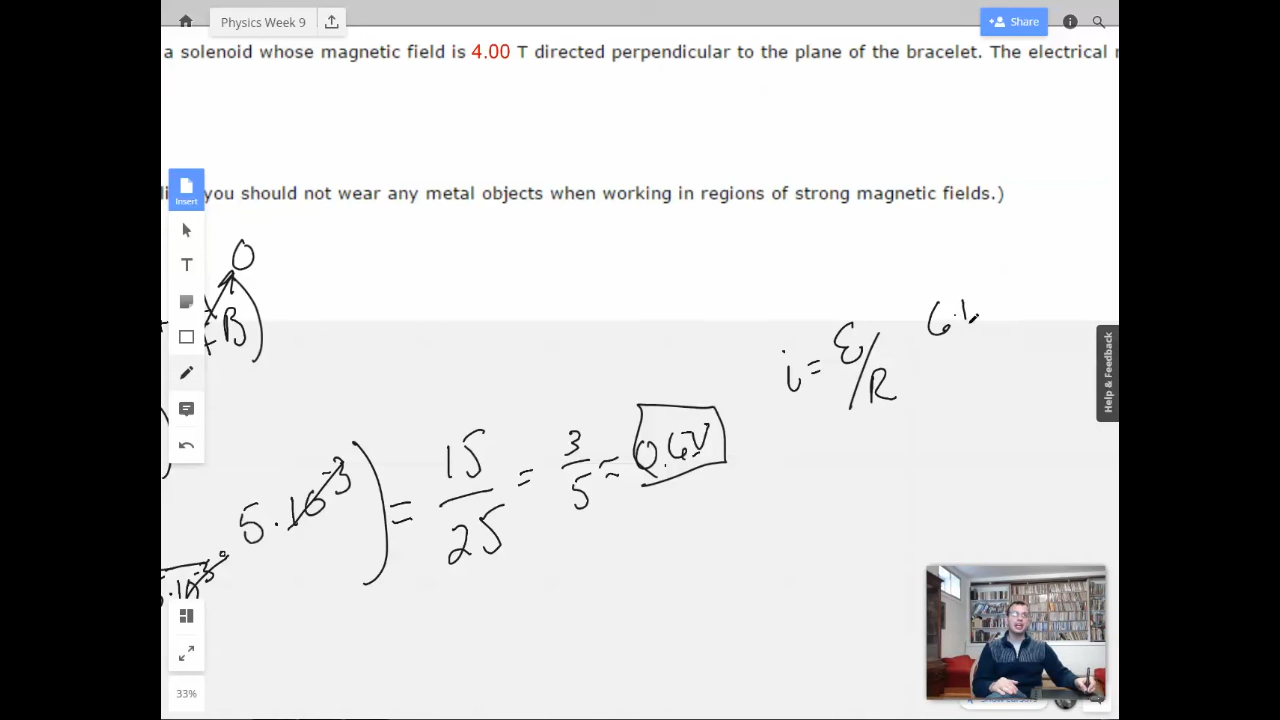 Physics Week 9
Share
a solenoid whose magnetic field is 4.00 T directed perpendicular to the plane of the bracelet. The electrical
you should not wear any metal objects when working in regions of strong magnetic fields.)
Insert
T
O
B
i = ε/R
6.1
5.10⁻³) = 15/25 = 3/5 ≈ 0.6V
Help & Feedback
33%